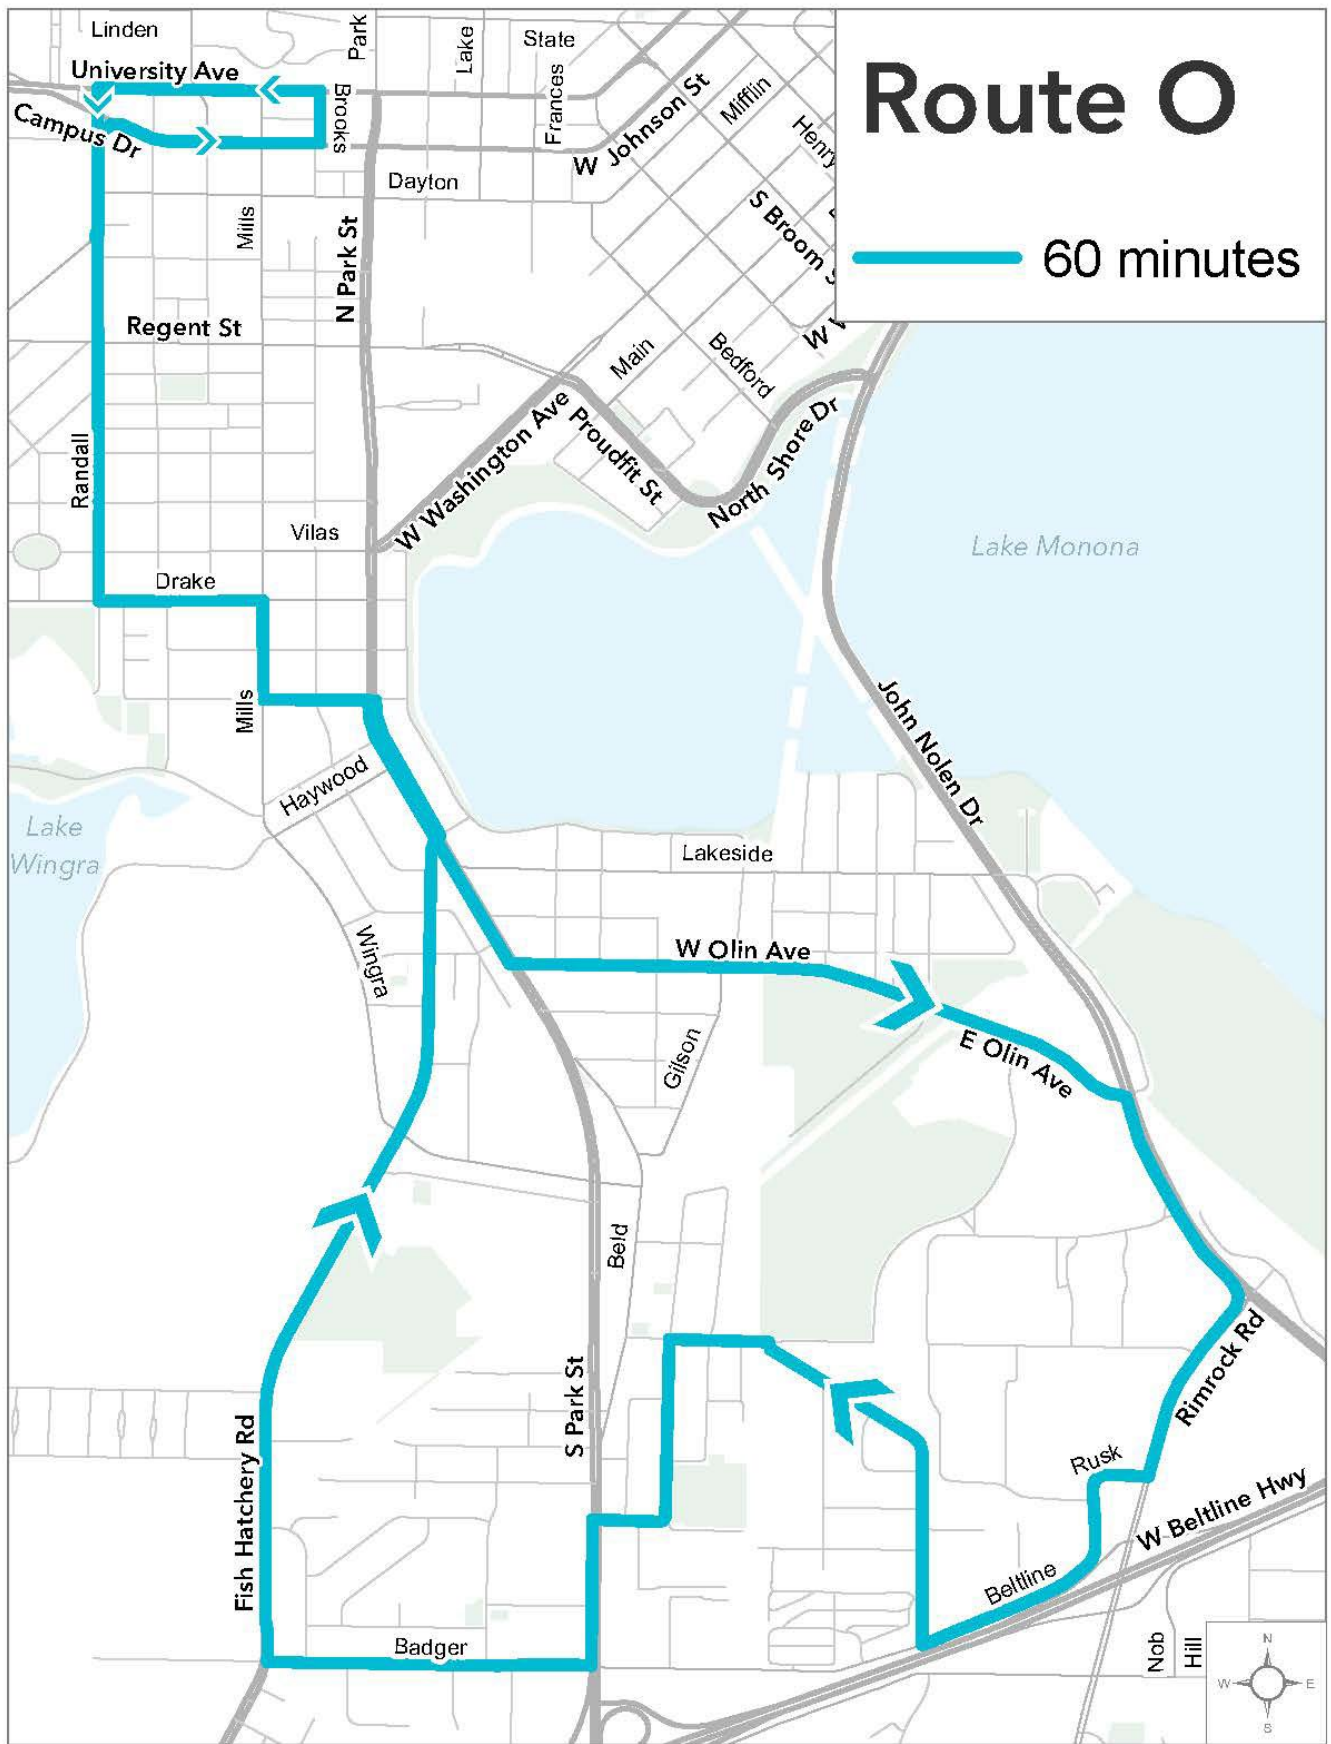 Route O
60 minutes
Linden
Park
Lake
State
University Ave
Brooks
Frances
W Johnson St
Mifflin
Henry
Campus Dr
Dayton
Mills
N Park St
S Broom S
W
Regent St
Main
Bedford
Randall
W Washington Ave
Proudfit St
North Shore Dr
Vilas
Lake Monona
Drake
Mills
John Nolen Dr
Haywood
Lake
Wingra
Lakeside
Wingra
W Olin Ave
E Olin Ave
Gilson
Beld
S Park St
Rimrock Rd
Fish Hatchery Rd
Rusk
W Beltline Hwy
Beltline
Badger
Nob
Hill
N
W
E
S